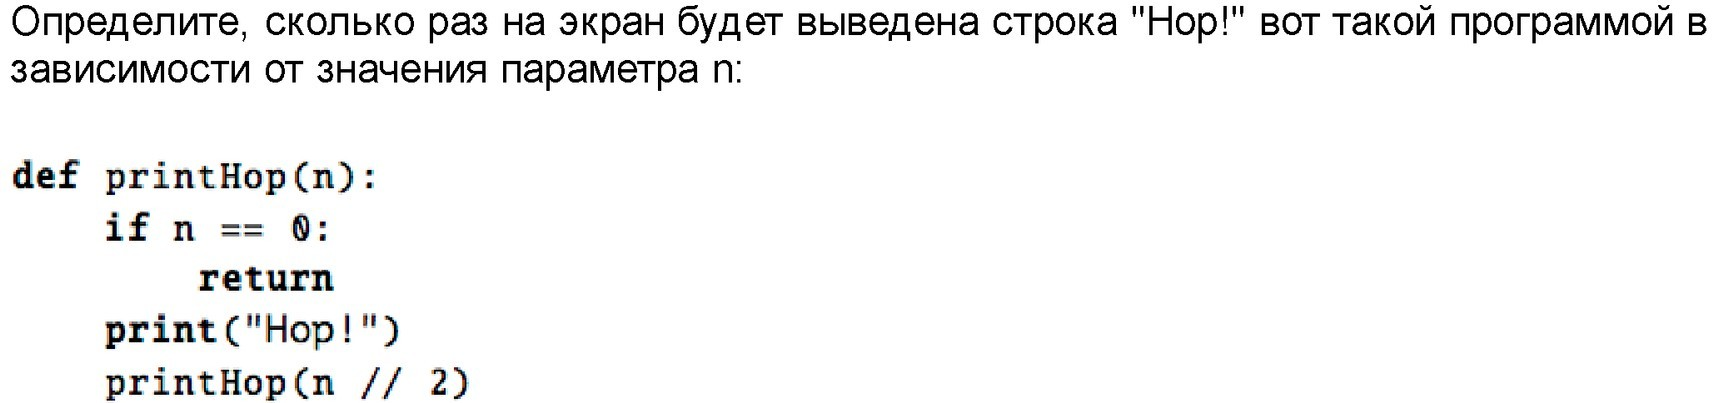 Определите, сколько раз на экран будет выведена строка "Hop!" вот такой программой в
зависимости от значения параметра n:
def printHop(n):
    if n == 0:
        return
    print("Hop!")
    printHop(n // 2)